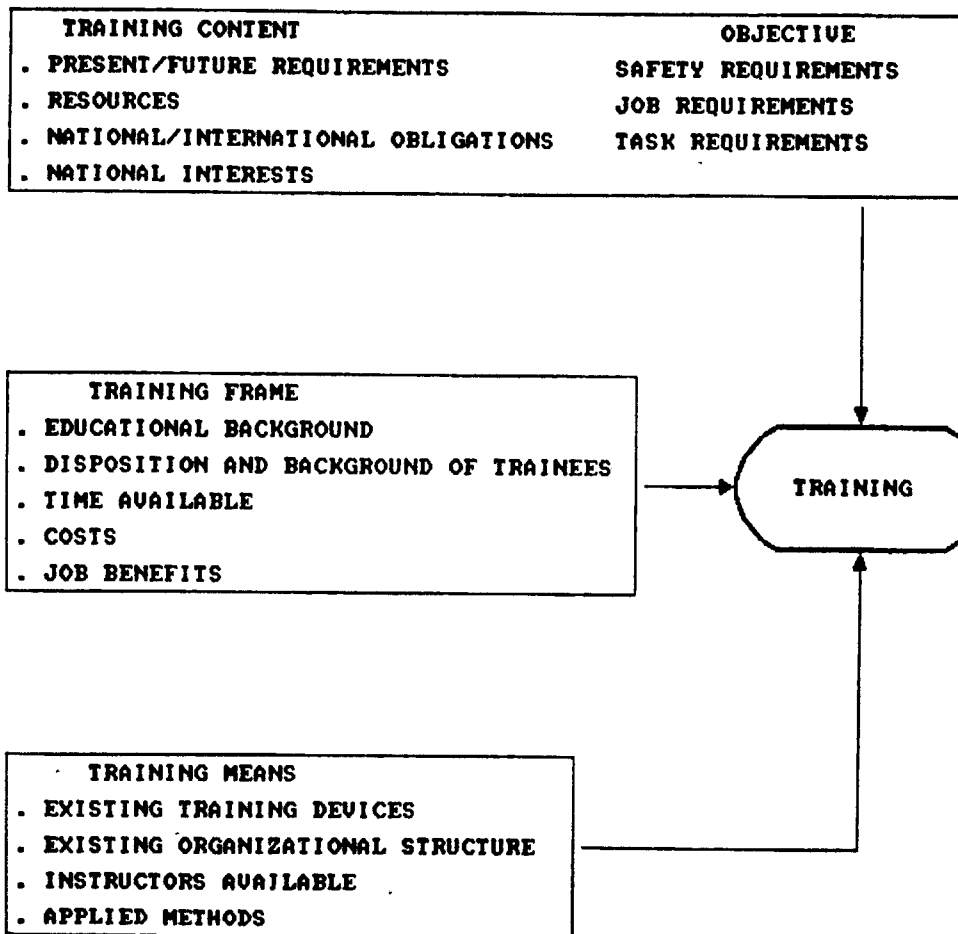 TRAINING CONTENT
. PRESENT/FUTURE REQUIREMENTS
. RESOURCES
. NATIONAL/INTERNATIONAL OBLIGATIONS
. NATIONAL INTERESTS
OBJECTIVE
SAFETY REQUIREMENTS
JOB REQUIREMENTS
TASK REQUIREMENTS
TRAINING FRAME
. EDUCATIONAL BACKGROUND
. DISPOSITION AND BACKGROUND OF TRAINEES
. TIME AVAILABLE
. COSTS
. JOB BENEFITS
TRAINING
TRAINING MEANS
. EXISTING TRAINING DEVICES
. EXISTING ORGANIZATIONAL STRUCTURE
. INSTRUCTORS AVAILABLE
. APPLIED METHODS